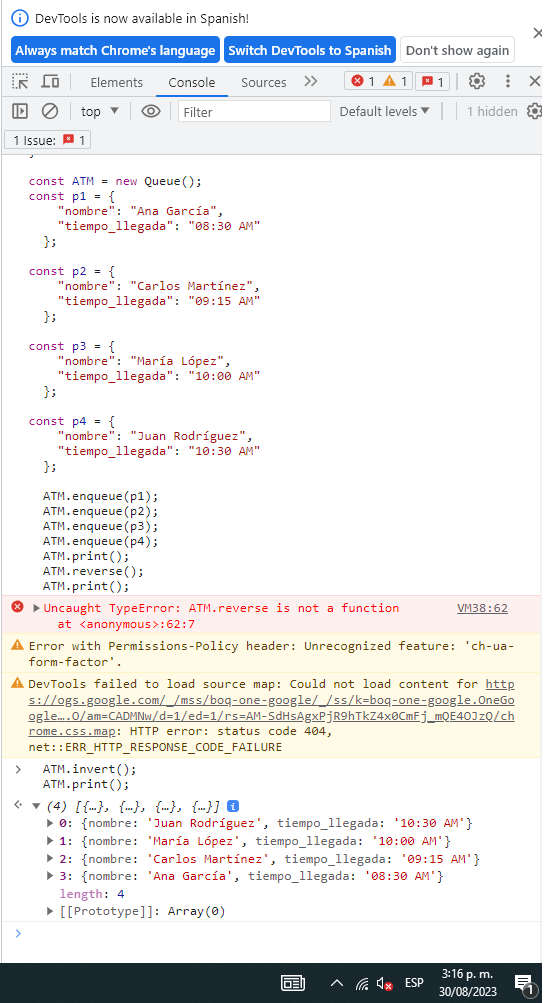 DevTools is now available in Spanish!
Always match Chrome's language Switch DevTools to Spanish Don't show again
Elements Console Sources 1 1 1
top Filter Default levels 1 hidden
1 Issue: 1
}
const ATM = new Queue();
const p1 = {
"nombre": "Ana García",
"tiempo_llegada": "08:30 AM"
};
const p2 = {
"nombre": "Carlos Martínez",
"tiempo_llegada": "09:15 AM"
};
const p3 = {
"nombre": "María López",
"tiempo_llegada": "10:00 AM"
};
const p4 = {
"nombre": "Juan Rodríguez",
"tiempo_llegada": "10:30 AM"
};
ATM.enqueue(p1);
ATM.enqueue(p2);
ATM.enqueue(p3);
ATM.enqueue(p4);
ATM.print();
ATM.reverse();
ATM.print();
Uncaught TypeError: ATM.reverse is not a function VM38:62
at <anonymous>:62:7
Error with Permissions-Policy header: Unrecognized feature: 'ch-ua-
form-factor'.
DevTools failed to load source map: Could not load content for http
s://ogs.google.com/_/mss/boq-one-google/_/ss/k=boq-one-google.OneGo
ogle….O/am=CADMNw/d=1/ed=1/rs=AM-SdHsAgxPjR9hTkZ4x0CmFj_mQE4OJzQ/ch
rome.css.map: HTTP error: status code 404,
net::ERR_HTTP_RESPONSE_CODE_FAILURE
ATM.invert();
ATM.print();
(4) [{…}, {…}, {…}, {…}]
0: {nombre: 'Juan Rodríguez', tiempo_llegada: '10:30 AM'}
1: {nombre: 'María López', tiempo_llegada: '10:00 AM'}
2: {nombre: 'Carlos Martínez', tiempo_llegada: '09:15 AM'}
3: {nombre: 'Ana García', tiempo_llegada: '08:30 AM'}
length: 4
[[Prototype]]: Array(0)
ESP 3:16 p. m.
30/08/2023 1